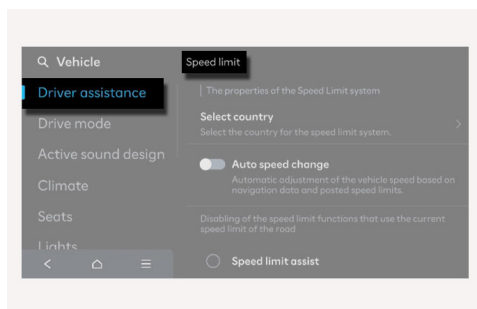 Vehicle
Speed limit
Driver assistance
Drive mode
Active sound design
Climate
Seats
Lights
The properties of the Speed Limit system
Select country
Select the country for the speed limit system.
Auto speed change
Automatic adjustment of the vehicle speed based on
navigation data and posted speed limits.
Disabling of the speed limit functions that use the current
speed limit of the road
Speed limit assist